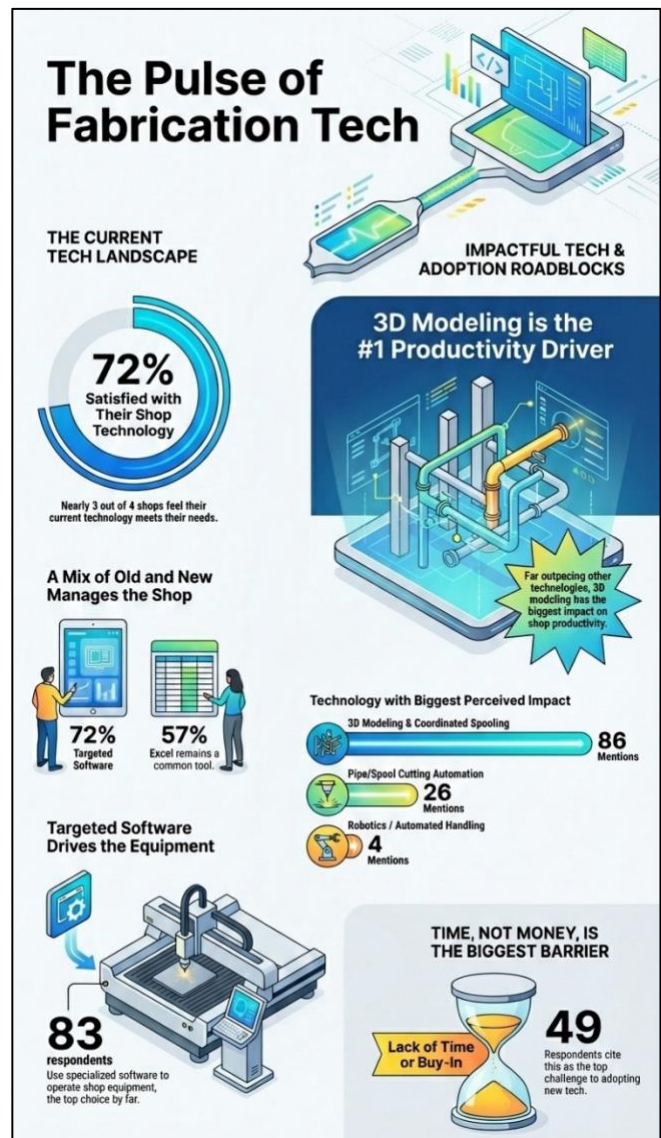 The Pulse of
Fabrication Tech
</>
THE CURRENT
TECH LANDSCAPE
72%
Satisfied with
Their Shop
Technology
Nearly 3 out of 4 shops feel their
current technology meets their needs.
A Mix of Old and New
Manages the Shop
72%
Targeted
Software
57%
Excel remains a
common tool.
Targeted Software
Drives the Equipment
83
respondents
Use specialized software to
operate shop equipment,
the top choice by far.
IMPACTFUL TECH &
ADOPTION ROADBLOCKS
3D Modeling is the
#1 Productivity Driver
Far outpecing other
technologies, 3D
modcling has the
biggest impact on
shop productivity.
Technology with Biggest Perceived Impact
3D Modeling & Coordinated Spooling
86
Mentions
Pipe/Spool Cutting Automation
26
Mentions
Robotics / Automated Handling
4
Mentions
TIME, NOT MONEY, IS
THE BIGGEST BARRIER
Lack of Time
or Buy-In
49
Respondents cite
this as the top
challenge to adopting
new tech.